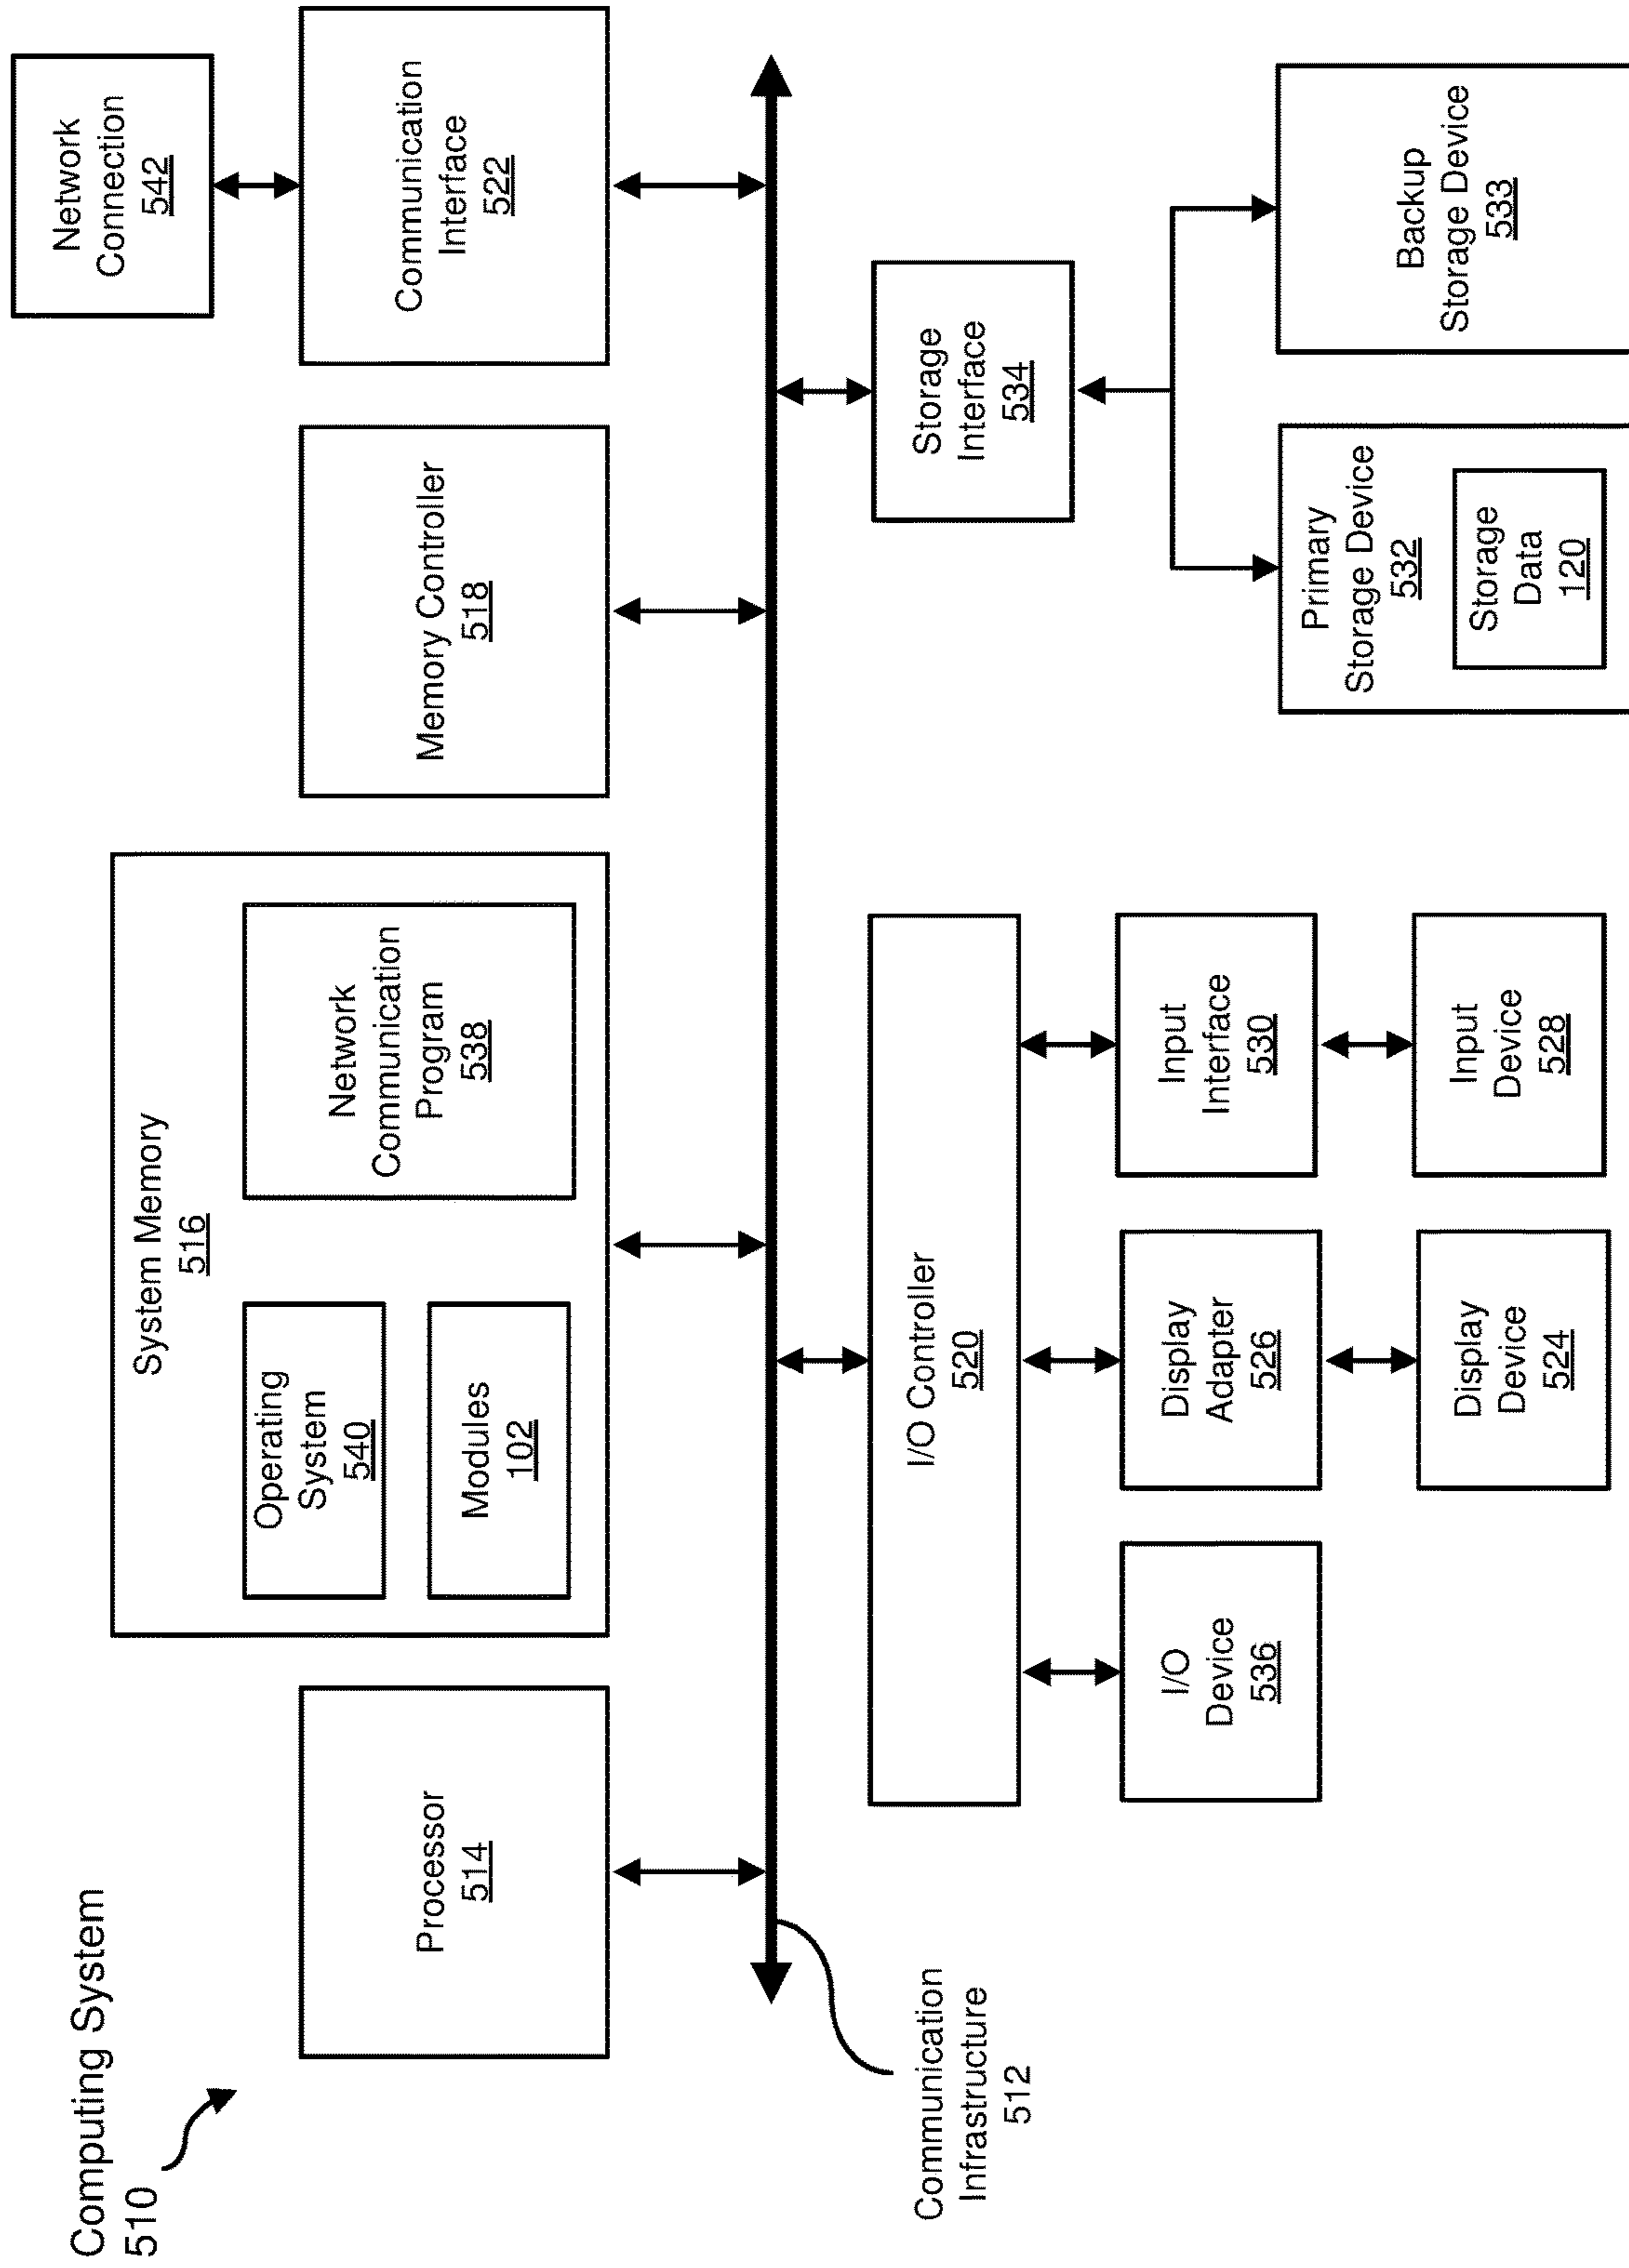 Computing System
510
Processor
514
System Memory
516
Operating
System
540
Modules
102
Network
Communication
Program
538
Memory Controller
518
Network
Connection
542
Communication
Interface
522
Communication
Infrastructure
512
I/O Controller
520
I/O
Device
536
Display
Adapter
526
Input
Interface
530
Display
Device
524
Input
Device
528
Storage
Interface
534
Primary
Storage Device
532
Storage
Data
120
Backup
Storage Device
533